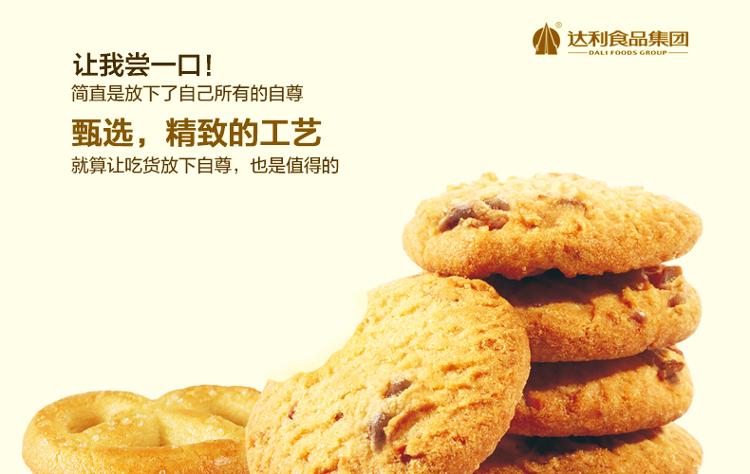 达利食品集团
DALI FOODS GROUP
让我尝一口!
简直是放下了自己所有的自尊
甄选，精致的工艺
就算让吃货放下自尊，也是值得的